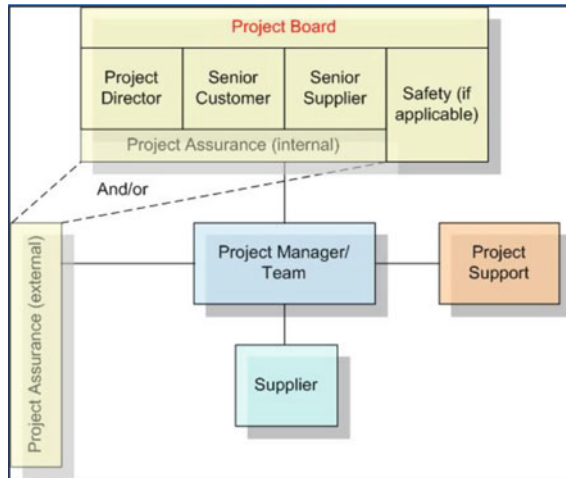 Project Board
Project
Director
Senior
Customer
Senior
Supplier
Safety (if
applicable)
Project Assurance (internal)
And/or
Project Assurance (external)
Project Manager/
Team
Project
Support
Supplier